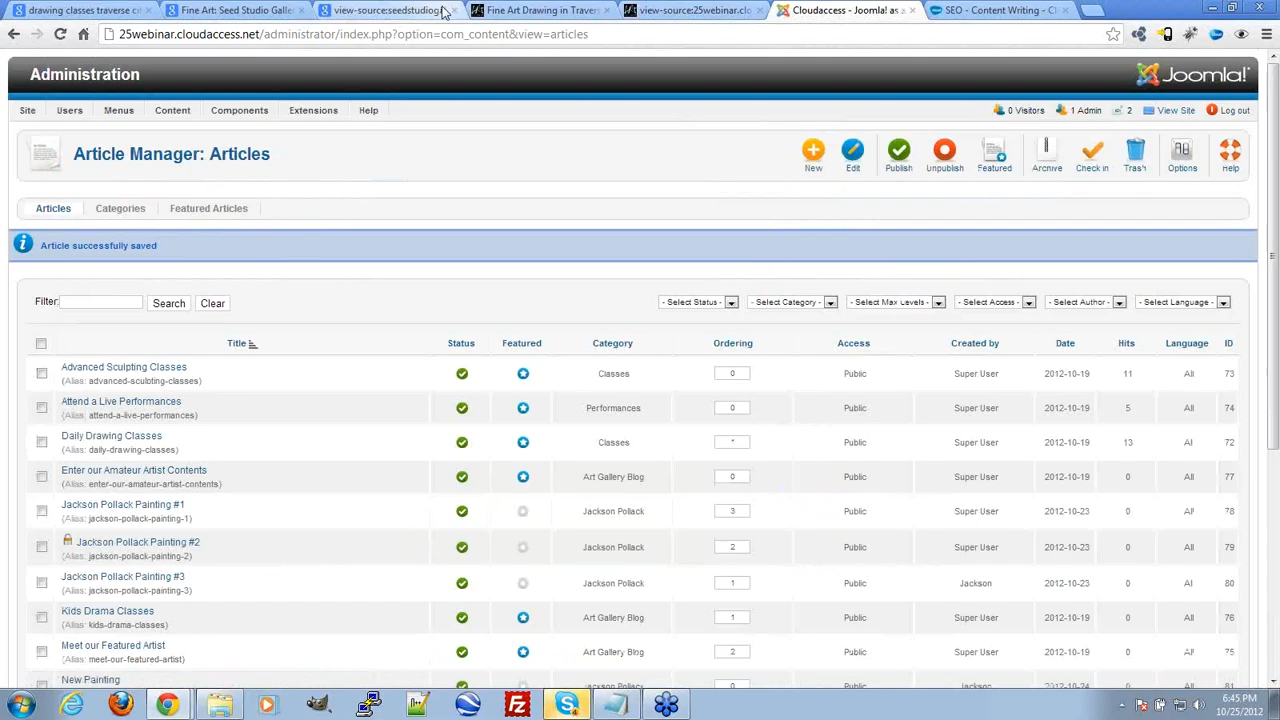 drawing classes traverse ci
Fine Art: Seed Studio Galle
view-source:seedstudioga
Fine Art Drawing in Travers
view-source:25webinar.clou
Cloudaccess - Joomla! as a
SEO - Content Writing - Cl
25webinar.cloudaccess.net/administrator/index.php?option=com_content&view=articles
Administration
Joomla!
Site Users Menus Content Components Extensions Help
0 Visitors 1 Admin 2 View Site Log out
Article Manager: Articles
New Edit Publish Unpublish Featured Archive Check in Trash Options Help
Articles Categories Featured Articles
Article successfully saved
Filter: Search Clear
- Select Status - - Select Category - - Select Max Levels - - Select Access - - Select Author - - Select Language -
Title Status Featured Category Ordering Access Created by Date Hits Language ID
Advanced Sculpting Classes
(Alias: advanced-sculpting-classes)
Classes 0 Public Super User 2012-10-19 11 All 73
Attend a Live Performances
(Alias: attend-a-live-performances)
Performances 0 Public Super User 2012-10-19 5 All 74
Daily Drawing Classes
(Alias: daily-drawing-classes)
Classes Public Super User 2012-10-19 13 All 72
Enter our Amateur Artist Contents
(Alias: enter-our-amateur-artist-contents)
Art Gallery Blog 0 Public Super User 2012-10-19 0 All 77
Jackson Pollack Painting #1
(Alias: jackson-pollack-painting-1)
Jackson Pollack 3 Public Super User 2012-10-23 0 All 78
Jackson Pollack Painting #2
(Alias: jackson-pollack-painting-2)
Jackson Pollack 2 Public Super User 2012-10-23 0 All 79
Jackson Pollack Painting #3
(Alias: jackson-pollack-painting-3)
Jackson Pollack 1 Public Jackson 2012-10-23 0 All 80
Kids Drama Classes
(Alias: kids-drama-classes)
Art Gallery Blog 1 Public Super User 2012-10-19 0 All 76
Meet our Featured Artist
(Alias: meet-our-featured-artist)
Art Gallery Blog 2 Public Super User 2012-10-19 0 All 75
New Painting
Jackson Pollack 0 Public Jackson 2012-10-24 0 All 81
6:45 PM
10/25/2012